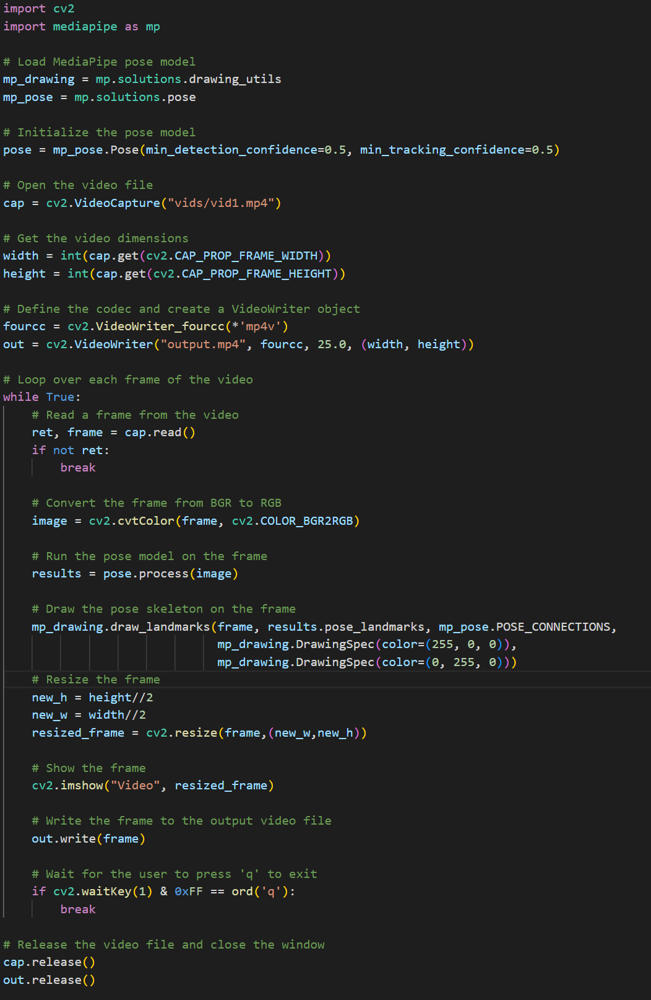 import cv2
import mediapipe as mp

# Load MediaPipe pose model
mp_drawing = mp.solutions.drawing_utils
mp_pose = mp.solutions.pose

# Initialize the pose model
pose = mp_pose.Pose(min_detection_confidence=0.5, min_tracking_confidence=0.5)

# Open the video file
cap = cv2.VideoCapture("vids/vid1.mp4")

# Get the video dimensions
width = int(cap.get(cv2.CAP_PROP_FRAME_WIDTH))
height = int(cap.get(cv2.CAP_PROP_FRAME_HEIGHT))

# Define the codec and create a VideoWriter object
fourcc = cv2.VideoWriter_fourcc(*'mp4v')
out = cv2.VideoWriter("output.mp4", fourcc, 25.0, (width, height))

# Loop over each frame of the video
while True:
    # Read a frame from the video
    ret, frame = cap.read()
    if not ret:
        break

    # Convert the frame from BGR to RGB
    image = cv2.cvtColor(frame, cv2.COLOR_BGR2RGB)

    # Run the pose model on the frame
    results = pose.process(image)

    # Draw the pose skeleton on the frame
    mp_drawing.draw_landmarks(frame, results.pose_landmarks, mp_pose.POSE_CONNECTIONS,
                              mp_drawing.DrawingSpec(color=(255, 0, 0)),
                              mp_drawing.DrawingSpec(color=(0, 255, 0)))
    # Resize the frame
    new_h = height//2
    new_w = width//2
    resized_frame = cv2.resize(frame,(new_w,new_h))

    # Show the frame
    cv2.imshow("Video", resized_frame)

    # Write the frame to the output video file
    out.write(frame)

    # Wait for the user to press 'q' to exit
    if cv2.waitKey(1) & 0xFF == ord('q'):
        break

# Release the video file and close the window
cap.release()
out.release()